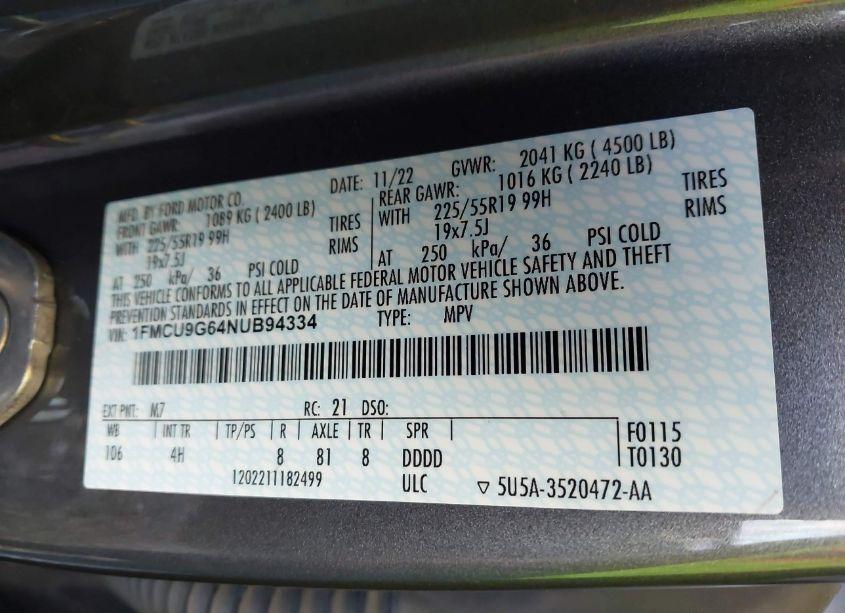 MFD. BY FORD MOTOR CO.
DATE: 11/22 GVWR: 2041 KG ( 4500 LB)
FRONT GAWR: 1089 KG ( 2400 LB)
WITH 225/55R19 99H TIRES
19x7.5J RIMS
AT 250 kPa/ 36 PSI COLD
REAR GAWR: 1016 KG ( 2240 LB)
WITH 225/55R19 99H TIRES
19x7.5J RIMS
AT 250 kPa/ 36 PSI COLD
THIS VEHICLE CONFORMS TO ALL APPLICABLE FEDERAL MOTOR VEHICLE SAFETY AND THEFT
PREVENTION STANDARDS IN EFFECT ON THE DATE OF MANUFACTURE SHOWN ABOVE.
VIN: 1FMCU9G64NUB94334 TYPE: MPV
EXT PNT: M7 RC: 21 DSO:
WB INT TR TP/PS R AXLE TR SPR
106 4H 8 81 8 DDDD
F0115
T0130
1202211182499 ULC
▽ 5U5A-3520472-AA